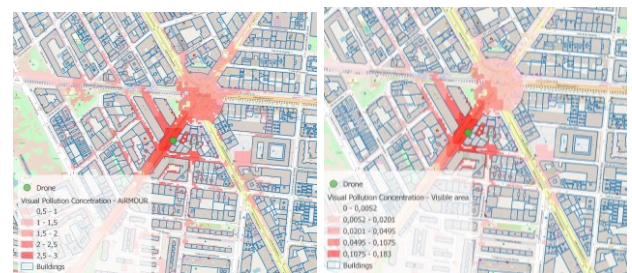 Drone
Visual Pollution Concetration - AiRMOUR
0,5 - 1
1 - 1,5
1,5 - 2
2 - 2,5
2,5 - 3
Buildings
Drone
Visual Pollution Concentration - Visible area
0 - 0,0052
0,0052 - 0,0201
0,0201 - 0,0495
0,0495 - 0,1075
0,1075 - 0,183
Buildings